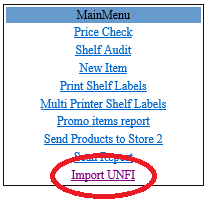 MainMenu
Price Check
Shelf Audit
New Item
Print Shelf Labels
Multi Printer Shelf Labels
Promo items report
Send Products to Store 2
Scan Report
Import UNFI